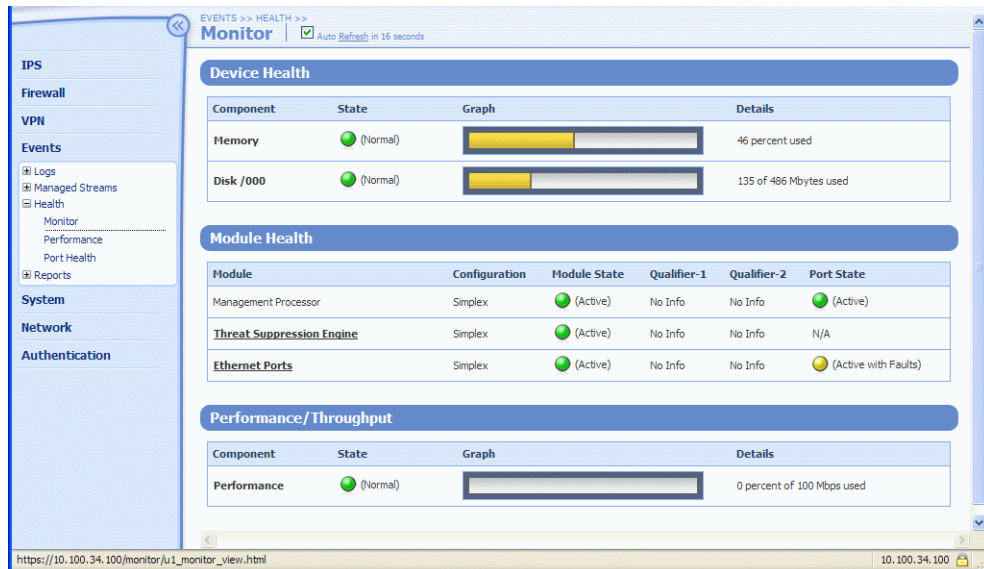 EVENTS >> HEALTH >>
Monitor
Auto Refresh in 16 seconds
IPS
Firewall
VPN
Events
Logs
Managed Streams
Health
Monitor
Performance
Port Health
Reports
System
Network
Authentication
Device Health
Component State Graph Details
Memory (Normal) 46 percent used
Disk /000 (Normal) 135 of 486 Mbytes used
Module Health
Module Configuration Module State Qualifier-1 Qualifier-2 Port State
Management Processor Simplex (Active) No Info No Info (Active)
Threat Suppression Engine Simplex (Active) No Info No Info N/A
Ethernet Ports Simplex (Active) No Info No Info (Active with Faults)
Performance/Throughput
Component State Graph Details
Performance (Normal) 0 percent of 100 Mbps used
https://10.100.34.100/monitor/u1_monitor_view.html 10.100.34.100